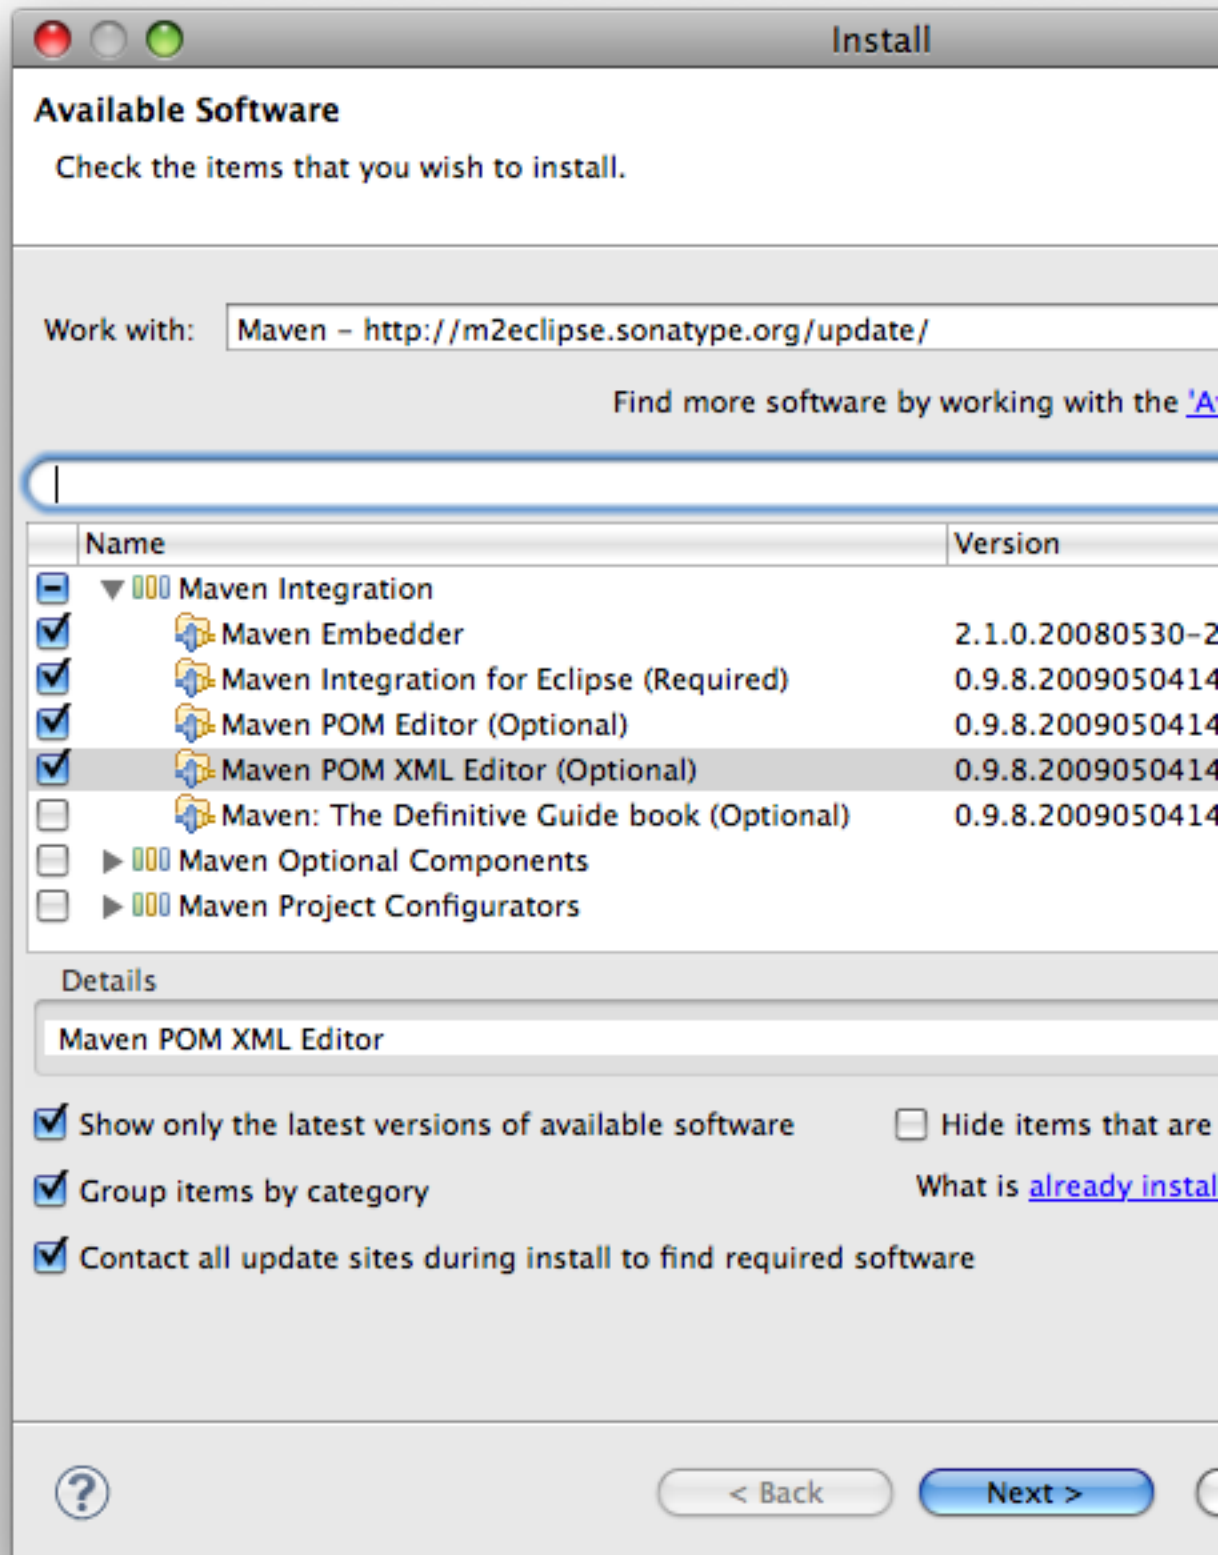 Install
Available Software
Check the items that you wish to install.
Work with: Maven – http://m2eclipse.sonatype.org/update/
Find more software by working with the
Name Version
Maven Integration
Maven Embedder 2.1.0.20080530-2
Maven Integration for Eclipse (Required) 0.9.8.2009050414
Maven POM Editor (Optional) 0.9.8.2009050414
Maven POM XML Editor (Optional) 0.9.8.2009050414
Maven: The Definitive Guide book (Optional) 0.9.8.2009050414
Maven Optional Components
Maven Project Configurators
Details
Maven POM XML Editor
Show only the latest versions of available software Hide items that are
Group items by category What is already instal
Contact all update sites during install to find required software
? < Back Next >